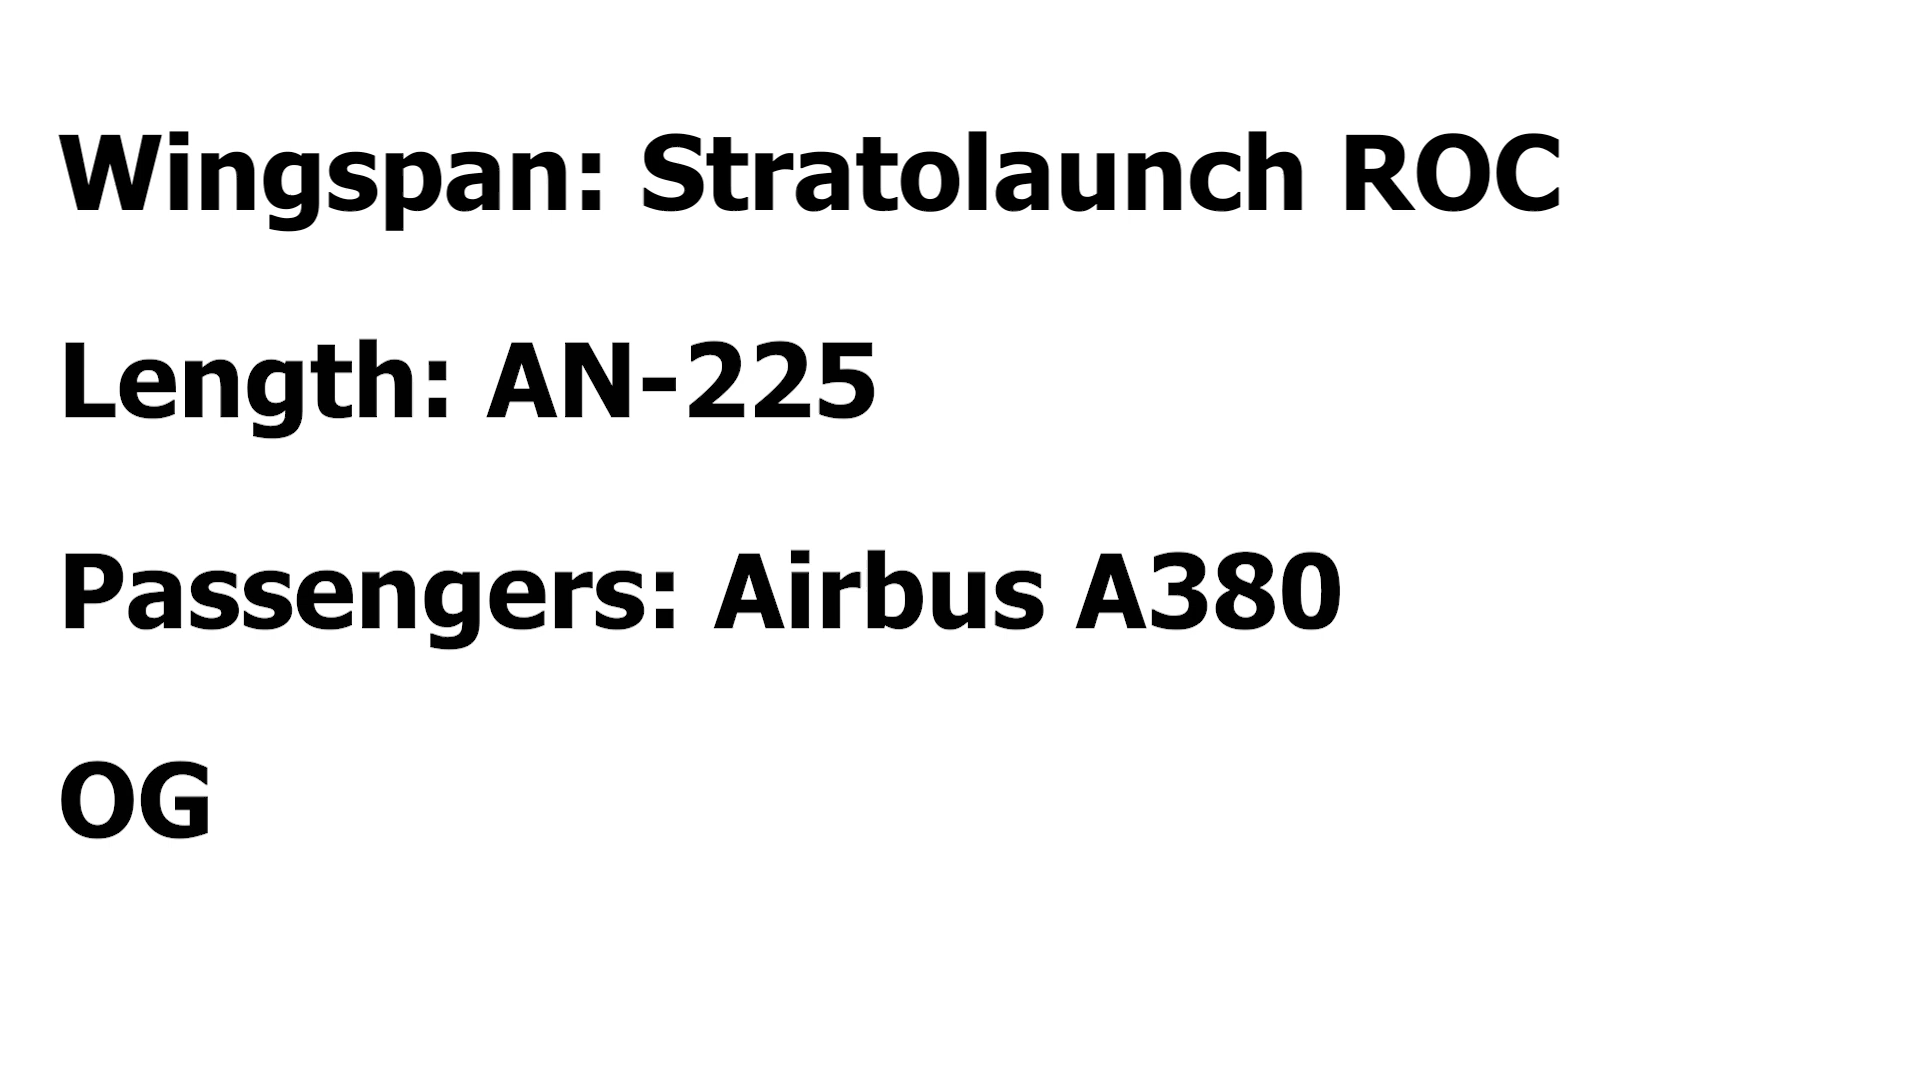 Wingspan: Stratolaunch ROC
Length: AN-225
Passengers: Airbus A380
OG